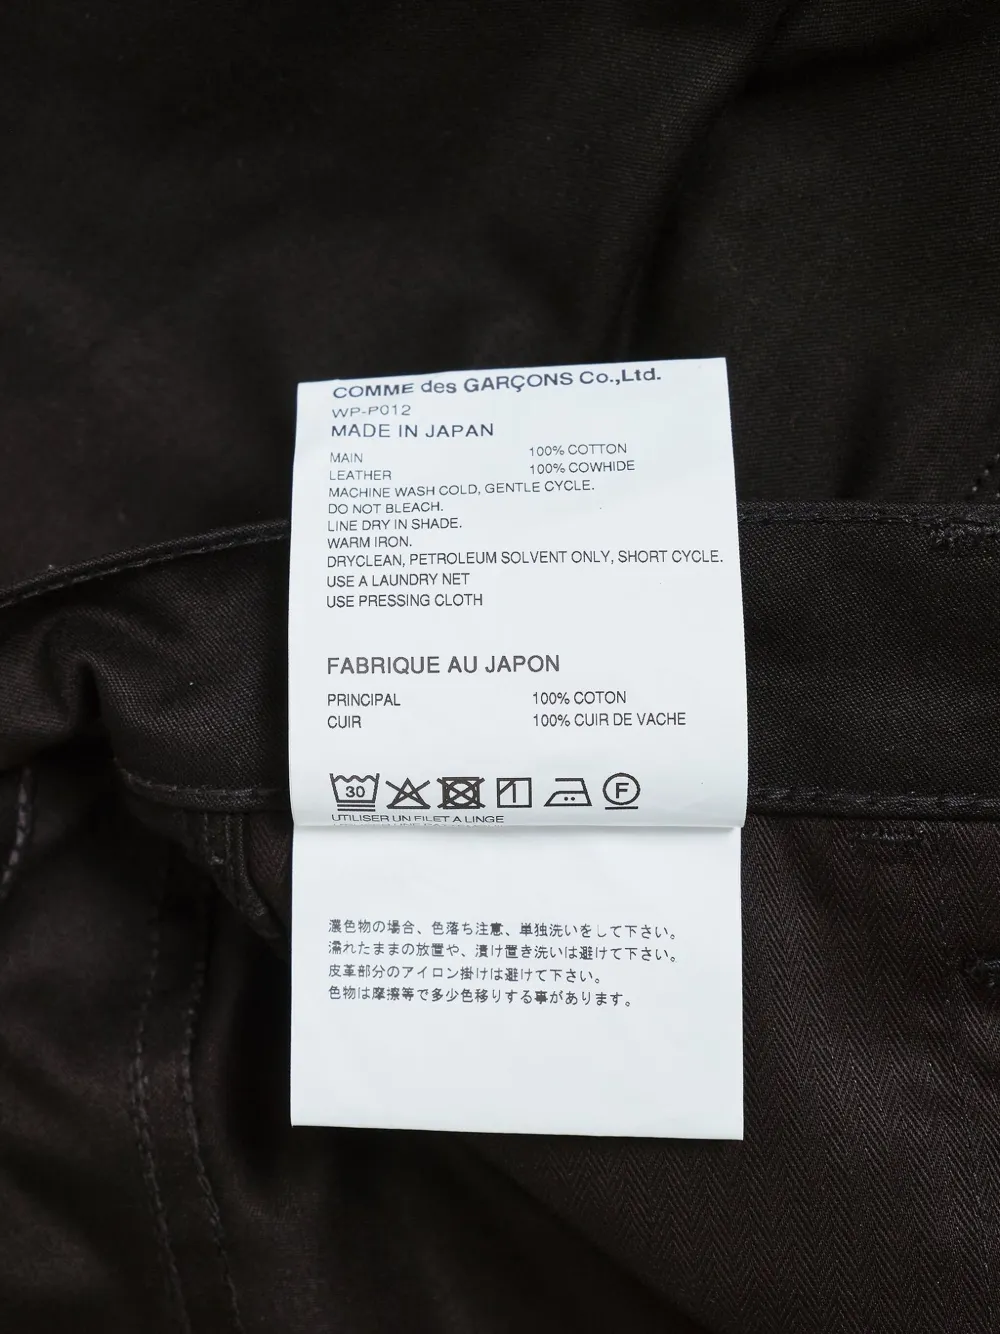 COMME des GARÇONS Co.,Ltd.
WP-P012
MADE IN JAPAN
MAIN 100% COTTON
LEATHER 100% COWHIDE
MACHINE WASH COLD, GENTLE CYCLE.
DO NOT BLEACH.
LINE DRY IN SHADE.
WARM IRON.
DRYCLEAN, PETROLEUM SOLVENT ONLY, SHORT CYCLE.
USE A LAUNDRY NET
USE PRESSING CLOTH
FABRIQUE AU JAPON
PRINCIPAL 100% COTON
CUIR 100% CUIR DE VACHE
30 F
UTILISER UN FILET A LINGE
濃色物の場合、色落ち注意、単独洗いをして下さい。
濡れたままの放置や、漬け置き洗いは避けて下さい。
皮革部分のアイロン掛けは避けて下さい。
色物は摩擦等で多少色移りする事があります。